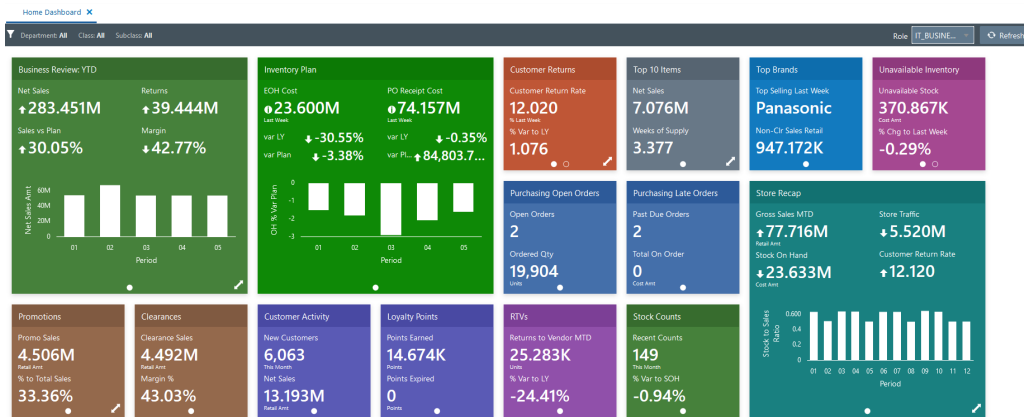 Home Dashboard ✕
Department: All Class: All Subclass: All
Role IT_BUSINE... Refresh
Business Review: YTD
Net Sales Returns
283.451M 39.444M
Sales vs Plan Margin
30.05% 42.77%
Net Sales Amt
60M
40M
20M
0
01 02 03 04 05
Period
Inventory Plan
EOH Cost PO Receipt Cost
23.600M 74.157M
Last Week Last Week
var LY -30.55% var LY -0.35%
var Plan -3.38% var Pl... 84,803.7...
OH % Var Plan
0
-1
-2
-3
01 02 03 04 05
Period
Customer Returns
Customer Return Rate
12.020
% Last Week
% Var to LY
1.076
Top 10 Items
Net Sales
7.076M
Weeks of Supply
3.377
Top Brands
Top Selling Last Week
Panasonic
Non-Clr Sales Retail
947.172K
Unavailable Inventory
Unavailable Stock
370.867K
Cost Amt
% Chg to Last Week
-0.29%
Purchasing Open Orders
Open Orders
2
Ordered Qty
19,904
Units
Purchasing Late Orders
Past Due Orders
2
Total On Order
0
Cost Amt
Store Recap
Gross Sales MTD Store Traffic
77.716M 5.520M
Retail Amt
Stock On Hand Customer Return Rate
23.633M 12.120
Cost Amt
Stock to Sales
Ratio
0.600
0.4
0.2
0
01 02 03 04 05 06 07 08 09 10 11 12
Period
Promotions
Promo Sales
4.506M
Retail Amt
% to Total Sales
33.36%
Clearances
Clearance Sales
4.492M
Retail Amt
Margin %
43.03%
Customer Activity
New Customers
6,063
This Month
Net Sales
13.193M
Retail Amt
Loyalty Points
Points Earned
14.674K
Points
Points Expired
0
Points
RTVs
Returns to Vendor MTD
25.283K
Units
% Var to LY
-24.41%
Stock Counts
Recent Counts
149
This Month
% Var to SOH
-0.94%